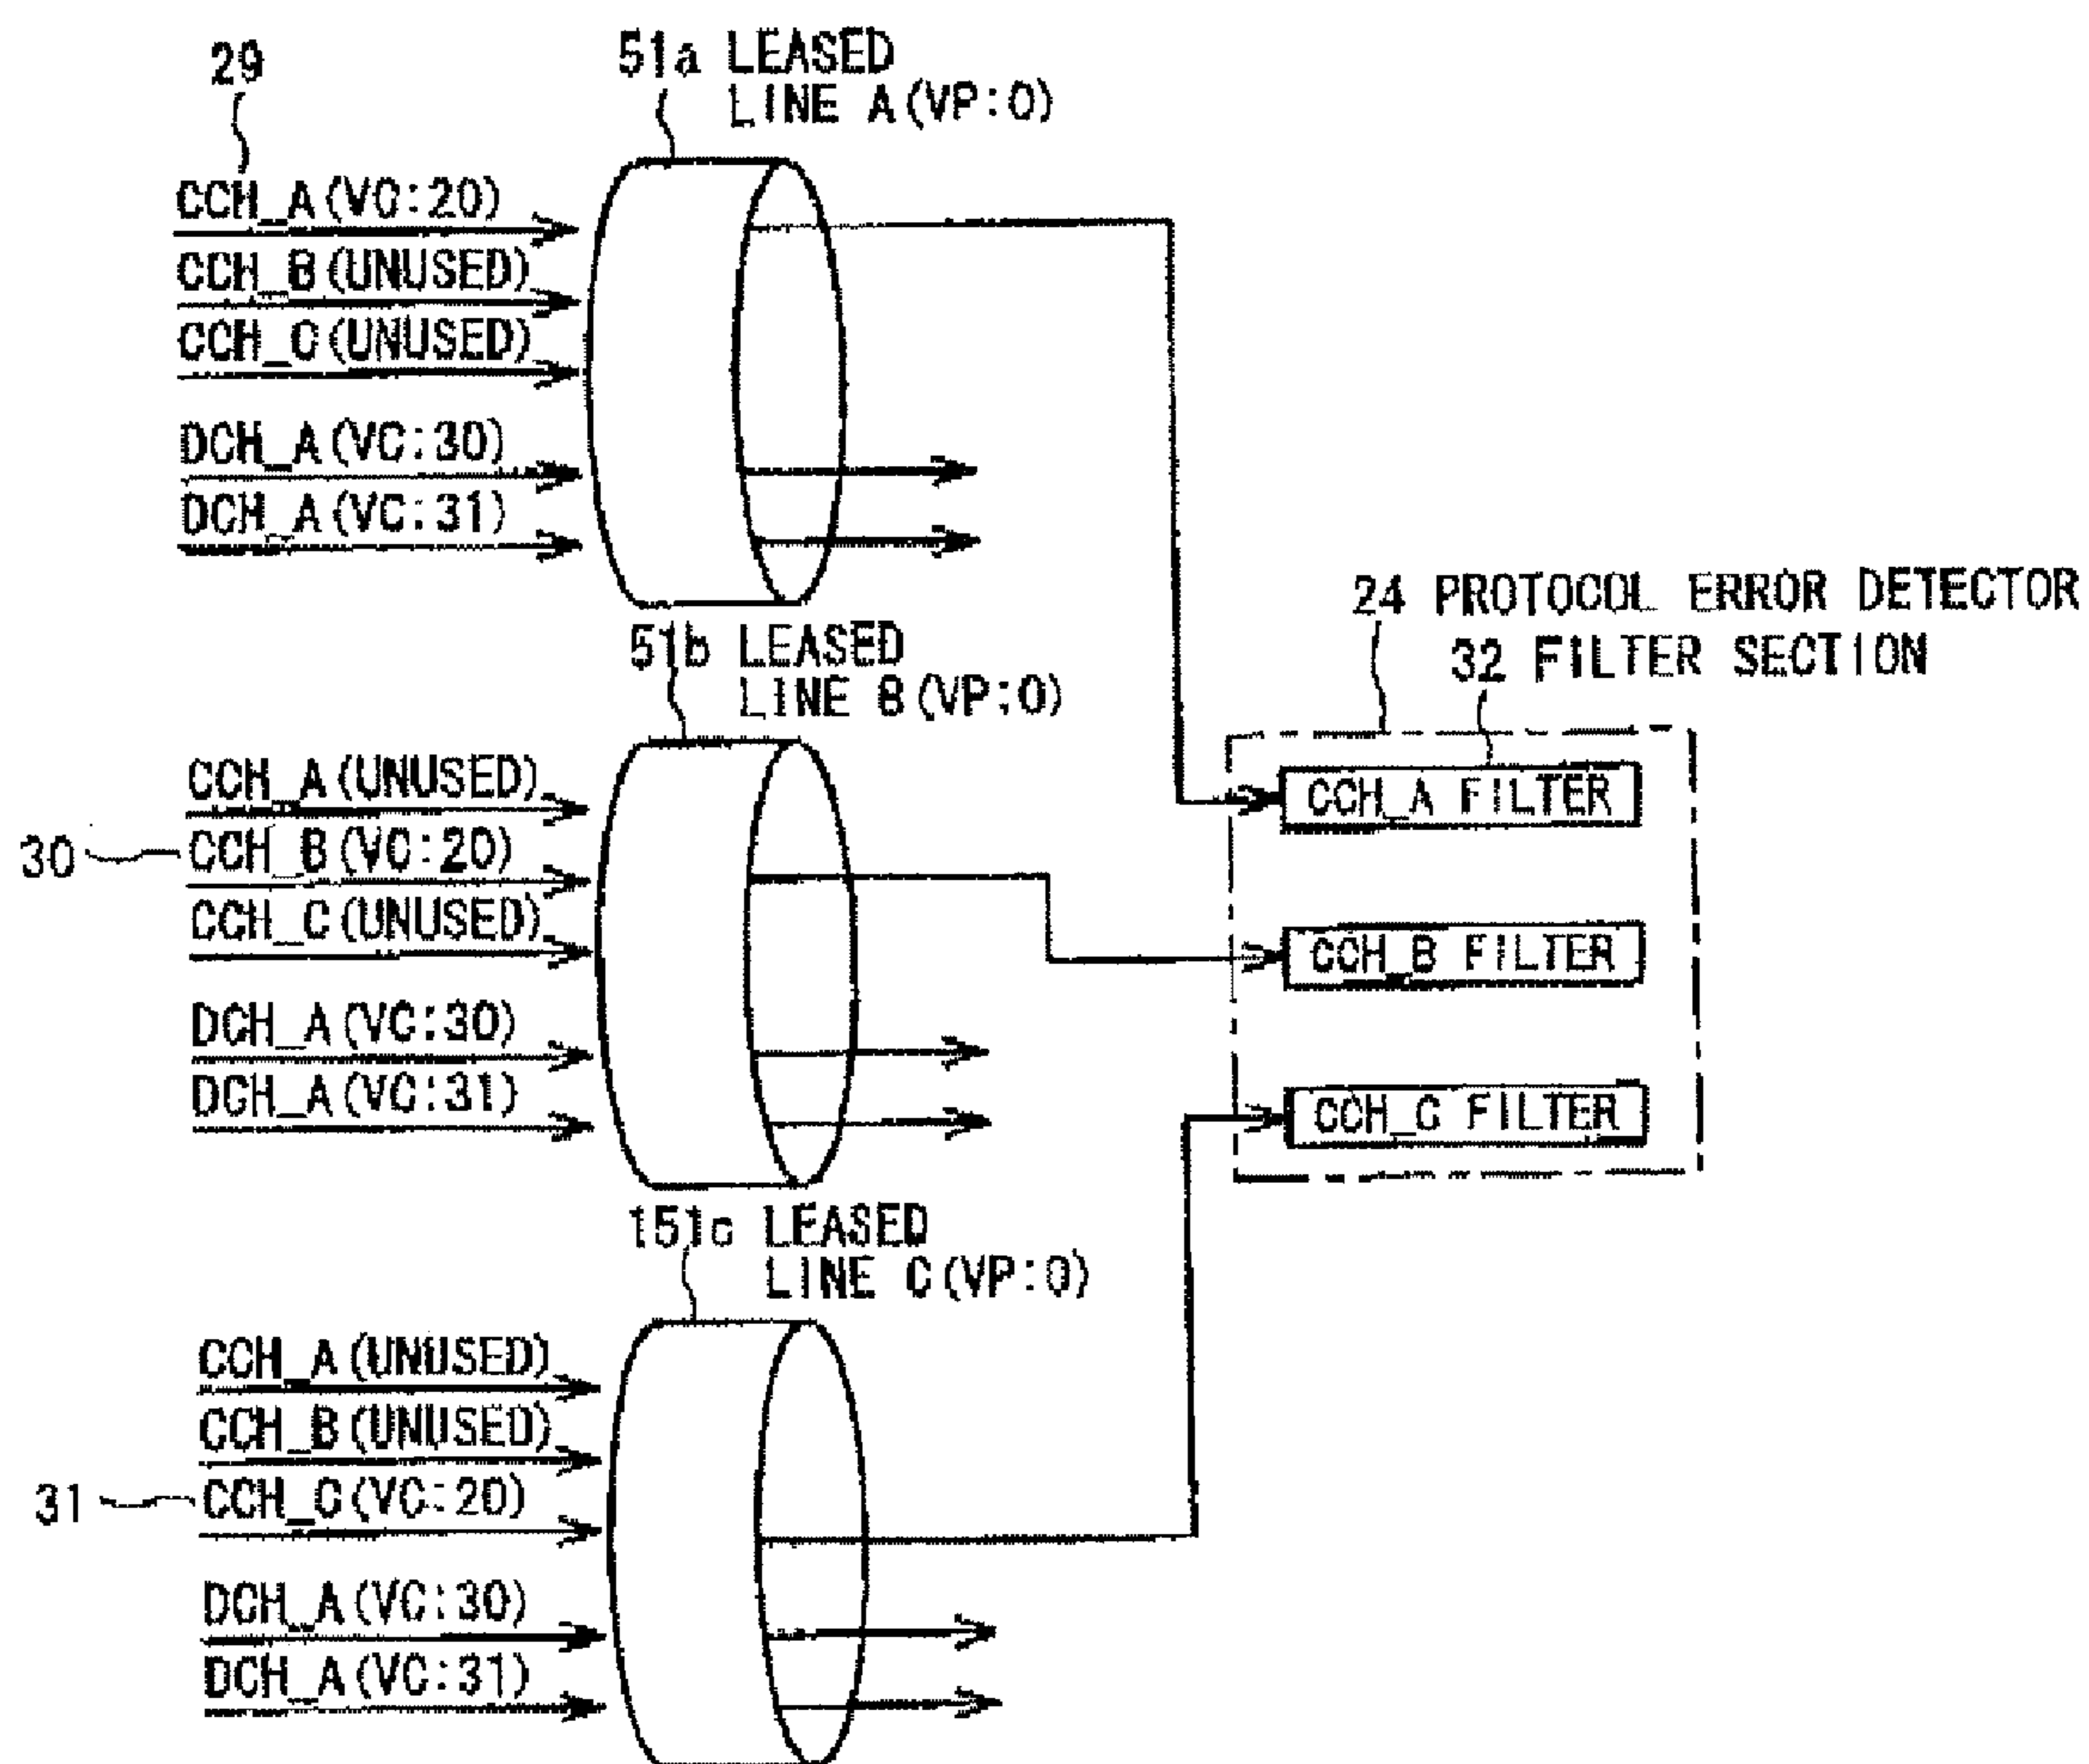 29
51a LEASED
LINE A(VP:0)
CCH_A(VC:20)
CCH_B(UNUSED)
CCH_C(UNUSED)
DCH_A(VC:30)
DCH_A(VC:31)
51b LEASED
LINE B(VP:0)
24 PROTOCOL ERROR DETECTOR
32 FILTER SECTION
CCH_A(UNUSED)
30
CCH_B(VC:20)
CCH_C(UNUSED)
DCH_A(VC:30)
DCH_A(VC:31)
CCH_A FILTER
CCH_B FILTER
CCH_C FILTER
151c LEASED
LINE C(VP:0)
CCH_A(UNUSED)
CCH_B(UNUSED)
31
CCH_C(VC:20)
DCH_A(VC:30)
DCH_A(VC:31)